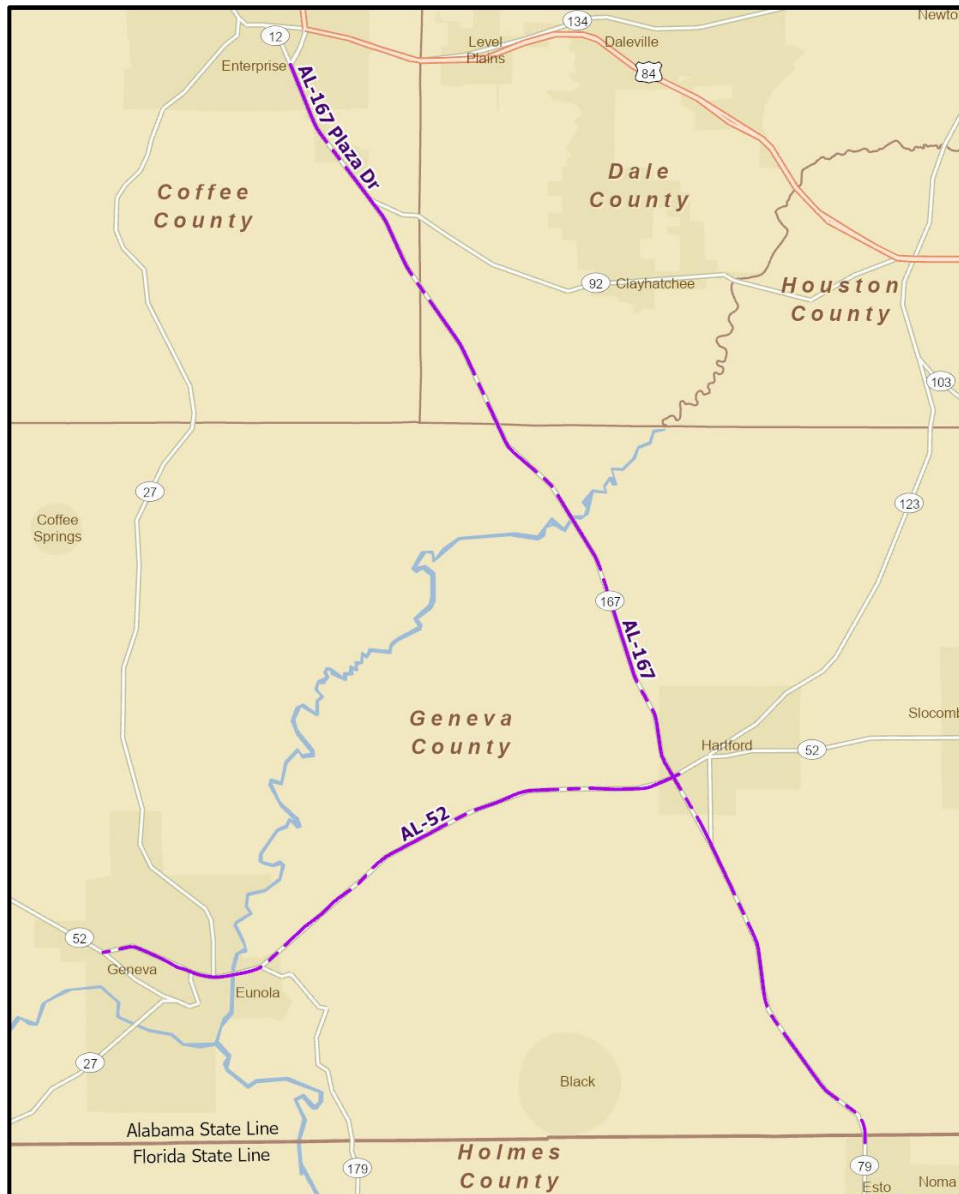 Newto
134
12
Level
Plains
Daleville
Enterprise
84
AL-167 Plaza Dr
Dale
County
Coffee
County
92
Clayhatchee
Houston
County
103
27
123
Coffee
Springs
167
AL-167
Geneva
County
Slocomb
Hartford
52
AL-52
52
Geneva
Eunola
27
Black
Alabama State Line
Florida State Line
Holmes
County
179
79
Esto
Noma